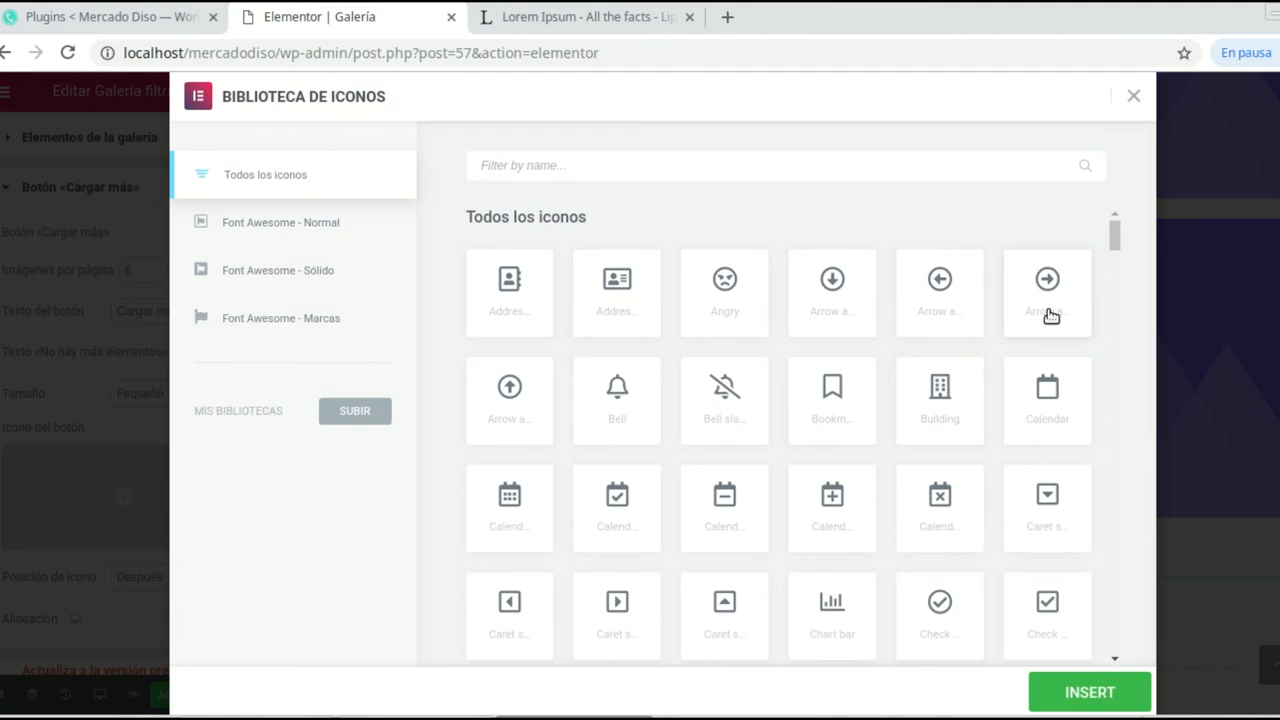 Plugins < Mercado Diso — Wor
Elementor | Galería
Lorem Ipsum - All the facts - Lip
localhost/mercadodiso/wp-admin/post.php?post=57&action=elementor
En pausa
Editar Galería filtr
BIBLIOTECA DE ICONOS
Elementos de la galería
Botón «Cargar más»
Botón «Cargar más»
Imágenes por página 6
Texto del botón Cargar m
Texto «No hay más elementos»
Tamaño Pequeño
Icono del botón
Posición de icono Después
Alineación
Actualiza a la versión pre
Todos los iconos
Font Awesome - Normal
Font Awesome - Sólido
Font Awesome - Marcas
MIS BIBLIOTECAS
SUBIR
Filter by name...
Todos los iconos
Addres... Addres... Angry Arrow a... Arrow a... Arrow a...
Arrow a... Bell Bell sla... Bookm... Building Calendar
Calend... Calend... Calend... Calend... Calend... Caret s...
Caret s... Caret s... Caret s... Chart bar Check ... Check ...
INSERT